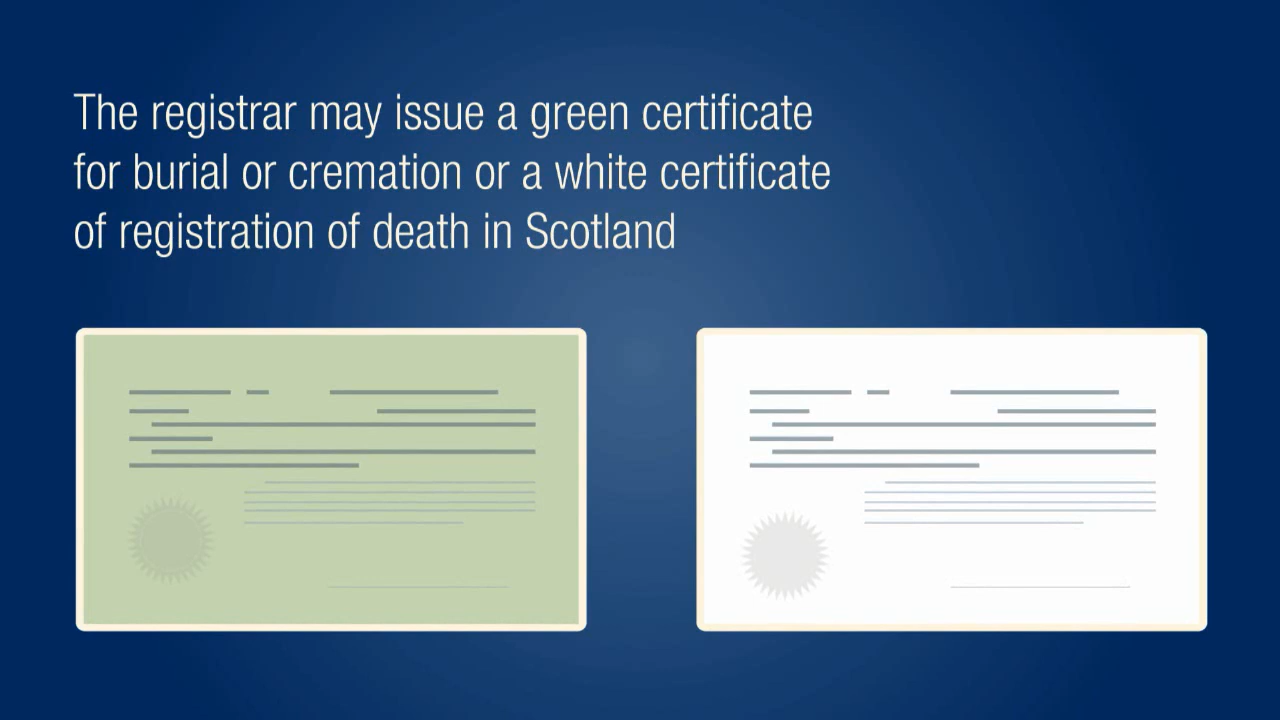 The registrar may issue a green certificate
for burial or cremation or a white certificate
of registration of death in Scotland